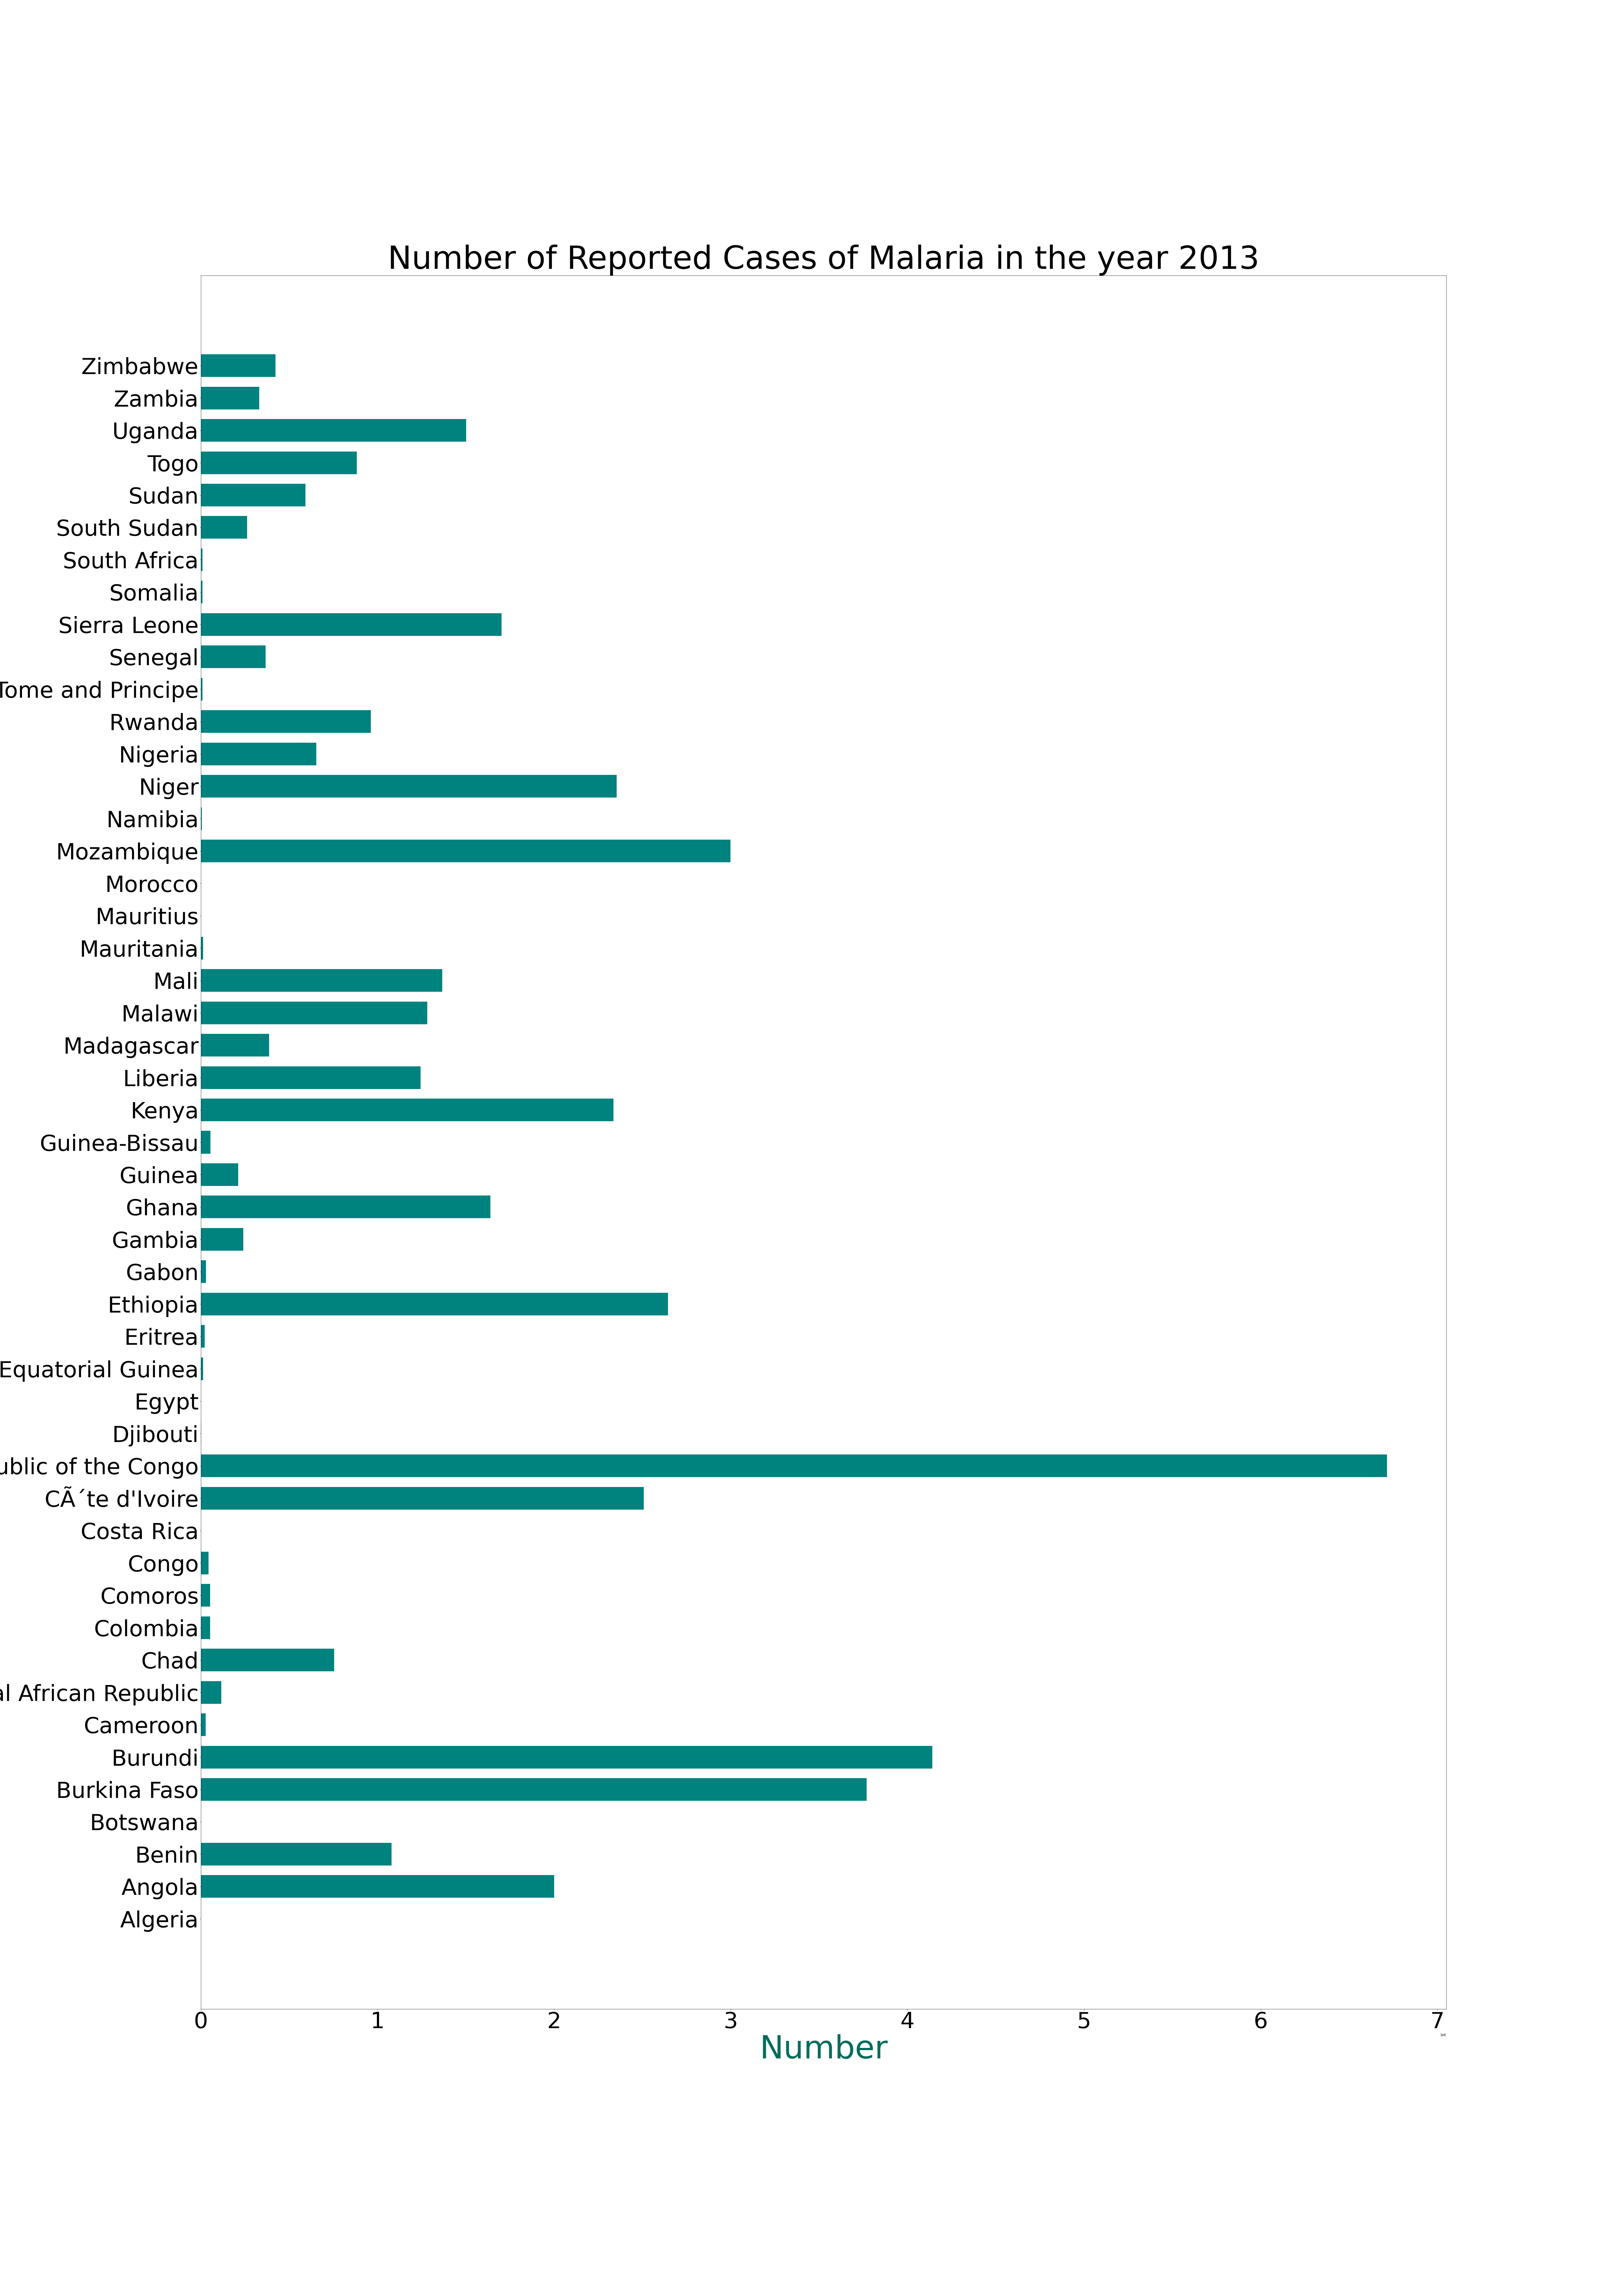 Number of Reported Cases of Malaria in the year 2013
Zimbabwe
Zambia
Uganda
Togo
Sudan
South Sudan
South Africa
Somalia
Sierra Leone
Senegal
Tome and Principe
Rwanda
Nigeria
Niger
Namibia
Mozambique
Morocco
Mauritius
Mauritania
Mali
Malawi
Madagascar
Liberia
Kenya
Guinea-Bissau
Guinea
Ghana
Gambia
Gabon
Ethiopia
Eritrea
Equatorial Guinea
Egypt
Djibouti
ublic of the Congo
CÃ´te d'Ivoire
Costa Rica
Congo
Comoros
Colombia
Chad
al African Republic
Cameroon
Burundi
Burkina Faso
Botswana
Benin
Angola
Algeria
0 1 2 3 4 5 6 7
Number